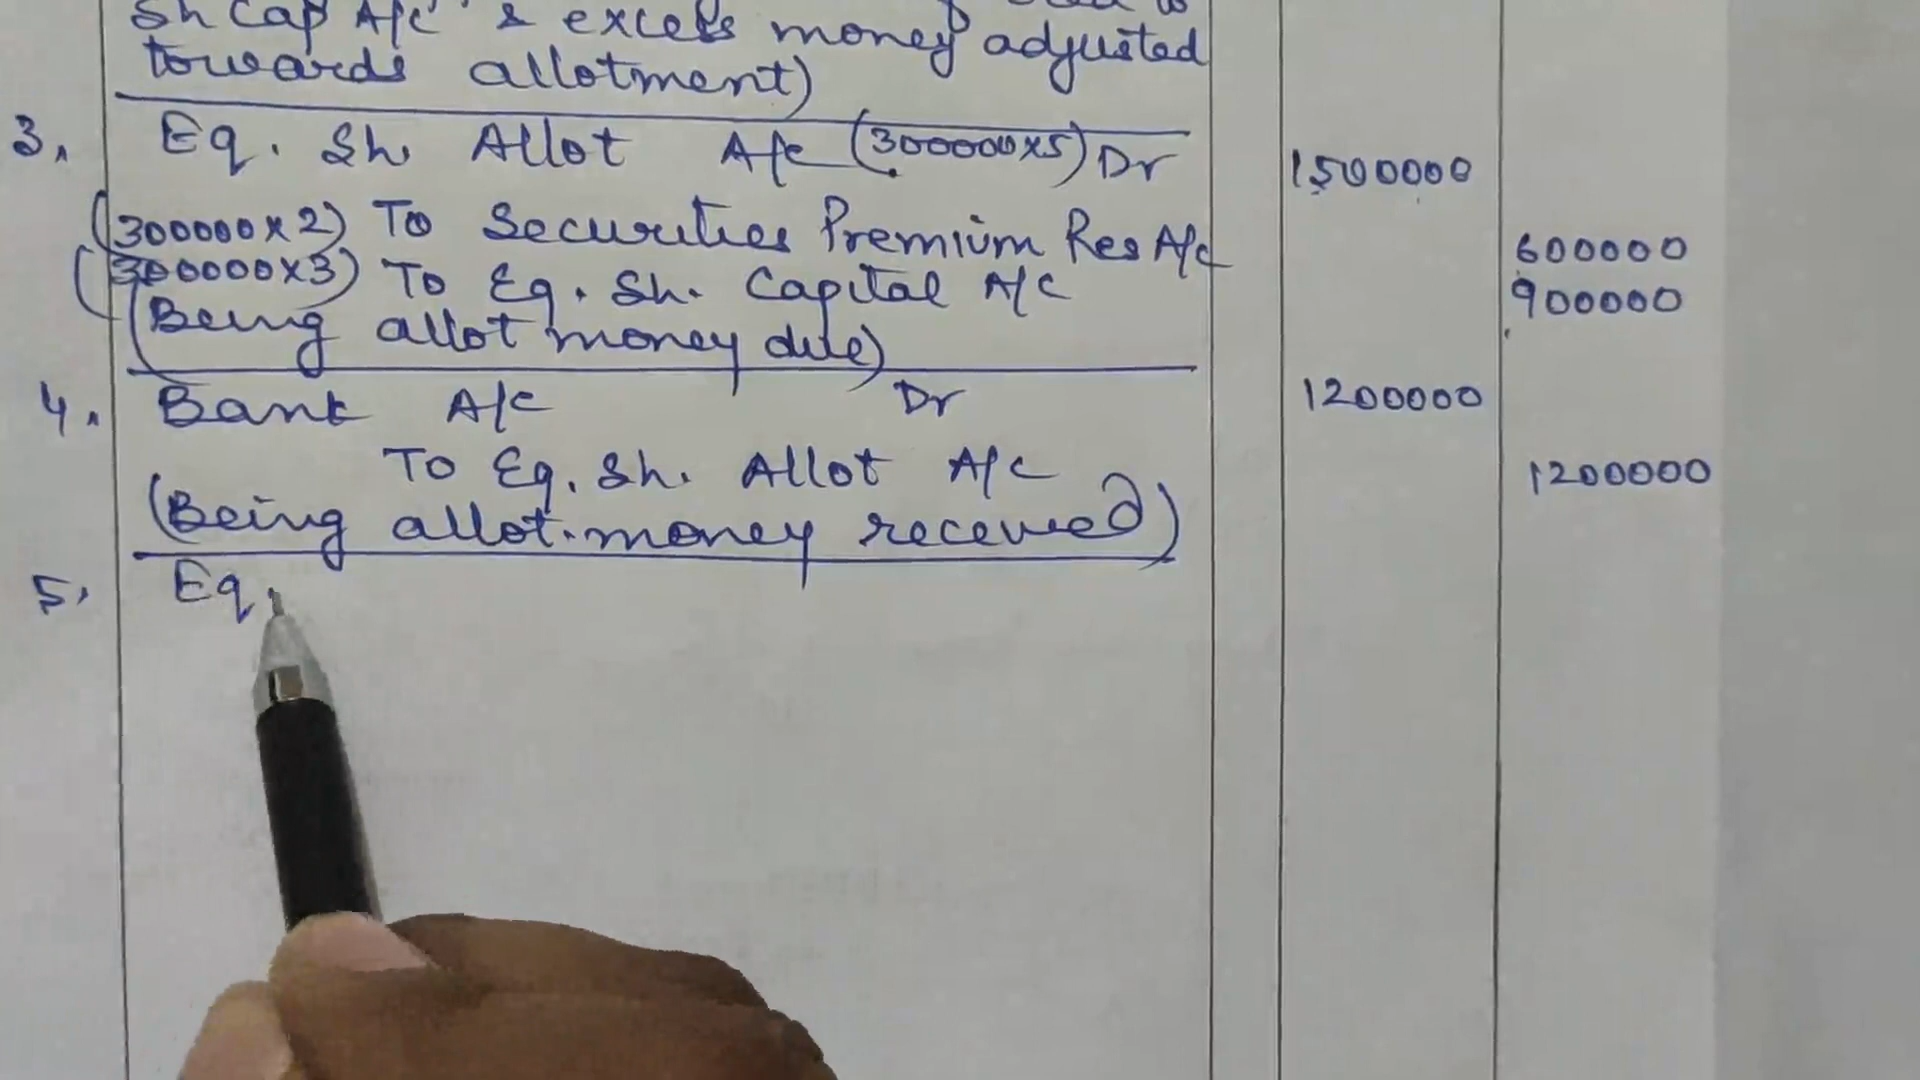 Sh Cap A/c & excess money adjusted
towards allotment)
3. Eq. Sh. Allot A/c (300000x5) Dr 1500000
(300000x2) To Securities Premium Res A/c 600000
(300000x3) To Eq. Sh. Capital A/c 900000
(Being allot money due)
4. Bank A/c Dr 1200000
To Eq. Sh. Allot A/c 1200000
(Being allot. money received)
5. Eq.